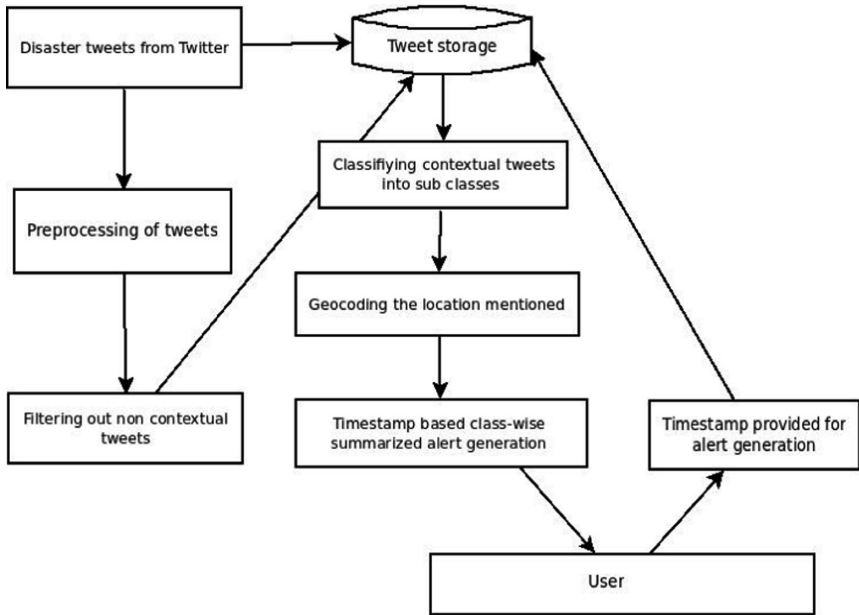 Disaster tweets from Twitter
Tweet storage
Classifiying contextual tweets
into sub classes
Preprocessing of tweets
Geocoding the location mentioned
Filtering out non contextual
tweets
Timestamp based class-wise
summarized alert generation
Timestamp provided for
alert generation
User